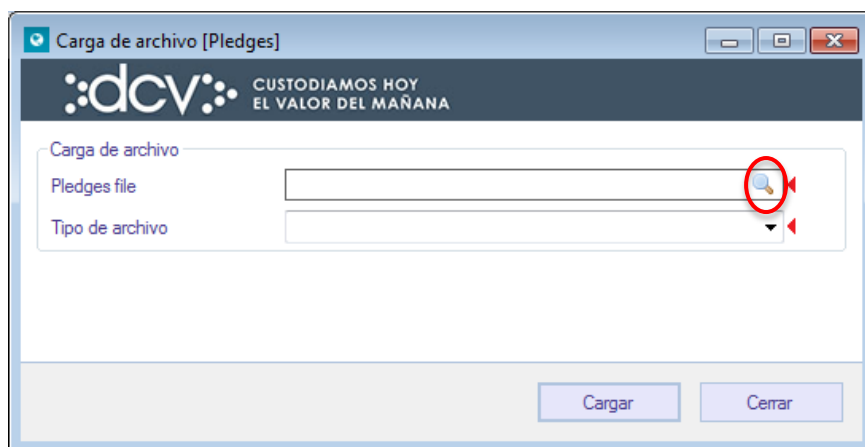 Carga de archivo [Pledges]
dcv
CUSTODIAMOS HOY
EL VALOR DEL MAÑANA
Carga de archivo
Pledges file
Tipo de archivo
Cargar Cerrar